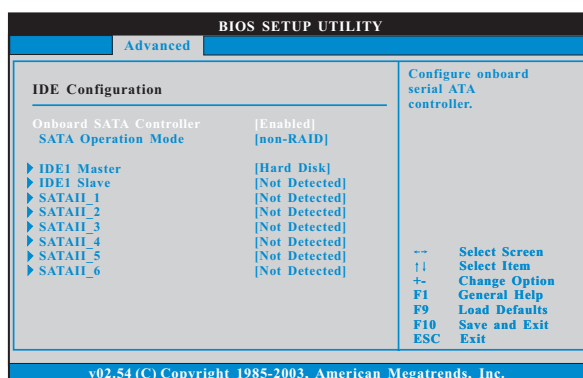 BIOS SETUP UTILITY
Advanced
IDE Configuration
Onboard SATA Controller [Enabled]
SATA Operation Mode [non-RAID]
IDE1 Master [Hard Disk]
IDE1 Slave [Not Detected]
SATAII_1 [Not Detected]
SATAII_2 [Not Detected]
SATAII_3 [Not Detected]
SATAII_4 [Not Detected]
SATAII_5 [Not Detected]
SATAII_6 [Not Detected]
Configure onboard
serial ATA
controller.
←→ Select Screen
↑↓ Select Item
+- Change Option
F1 General Help
F9 Load Defaults
F10 Save and Exit
ESC Exit
v02.54 (C) Copyright 1985-2003, American Megatrends, Inc.